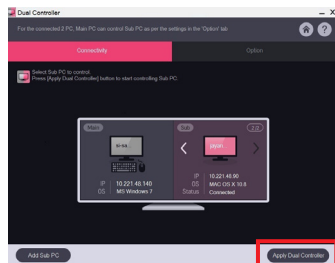 Dual Controller
For the connected 2 PC, Main PC can control Sub PC as per the settings in the 'Option' tab
Connectivity
Option
Select Sub PC to control.
Press [Apply Dual Controller] button to start controlling Sub PC.
Main
Sub
jayash
IP 10.221.48.140
OS MS Windows 7
IP 10.221.48.90
OS MAC OS X 10.8
Status Connected
Add Sub PC
Apply Dual Controller